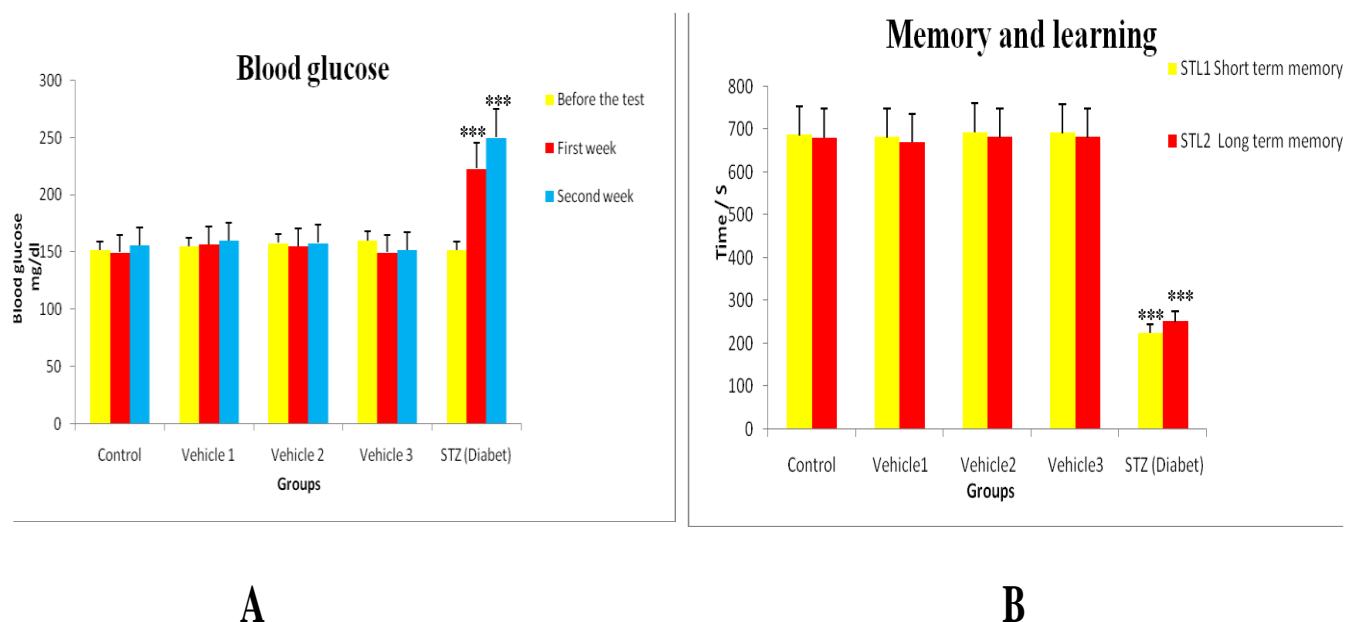 Blood glucose
300
250
200
150
100
50
0
Blood glucose
mg/dl
***
***
Before the test
First week
Second week
Control
Vehicle 1
Vehicle 2
Vehicle 3
STZ (Diabet)
Groups
A
Memory and learning
STL1 Short term memory
STL2 Long term memory
800
700
600
500
400
300
200
100
0
Time / S
***
***
Control
Vehicle1
Vehicle2
Vehicle3
STZ (Diabet)
Groups
B